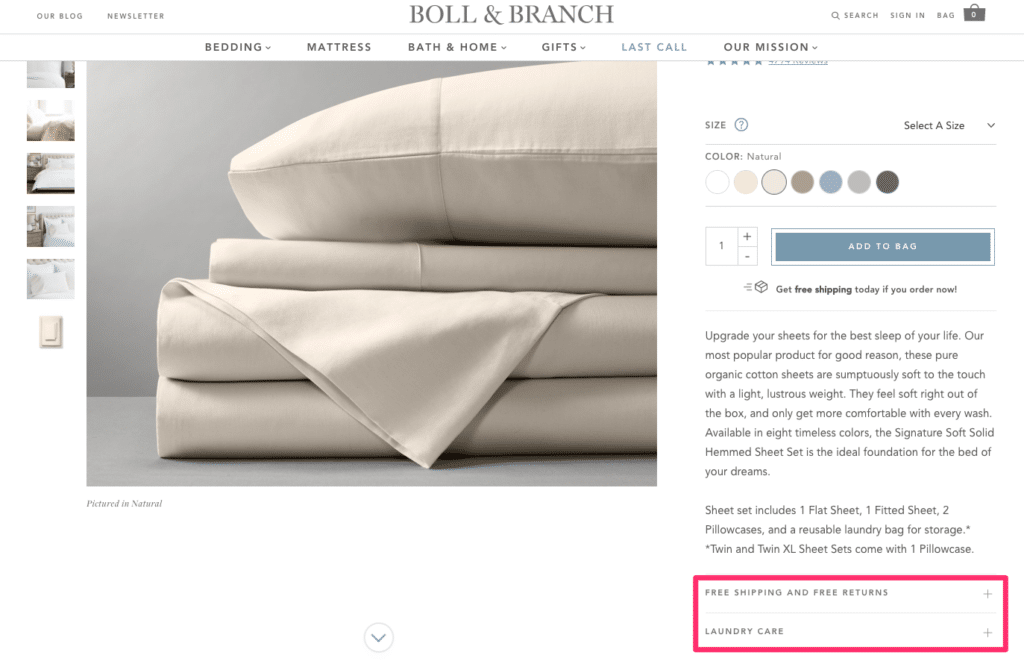 OUR BLOG
NEWSLETTER
BOLL & BRANCH
SEARCH
SIGN IN
BAG
0
BEDDING
MATTRESS
BATH & HOME
GIFTS
LAST CALL
OUR MISSION
4774 Reviews
SIZE ?
Select A Size
COLOR: Natural
1
+
-
ADD TO BAG
Get free shipping today if you order now!
Upgrade your sheets for the best sleep of your life. Our
most popular product for good reason, these pure
organic cotton sheets are sumptuously soft to the touch
with a light, lustrous weight. They feel soft right out of
the box, and only get more comfortable with every wash.
Available in eight timeless colors, the Signature Soft Solid
Hemmed Sheet Set is the ideal foundation for the bed of
your dreams.
Pictured in Natural
Sheet set includes 1 Flat Sheet, 1 Fitted Sheet, 2
Pillowcases, and a reusable laundry bag for storage.*
*Twin and Twin XL Sheet Sets come with 1 Pillowcase.
FREE SHIPPING AND FREE RETURNS +
LAUNDRY CARE +